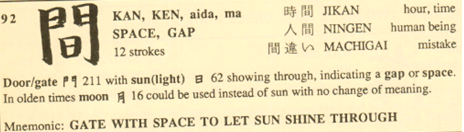 92 間 KAN, KEN, aida, ma 時間 JIKAN hour, time
SPACE, GAP 人間 NINGEN human being
12 strokes 間違い MACHIGAI mistake
Door/gate 門 211 with sun(light) 日 62 showing through, indicating a gap or space.
In olden times moon 月 16 could be used instead of sun with no change of meaning.
Mnemonic: GATE WITH SPACE TO LET SUN SHINE THROUGH